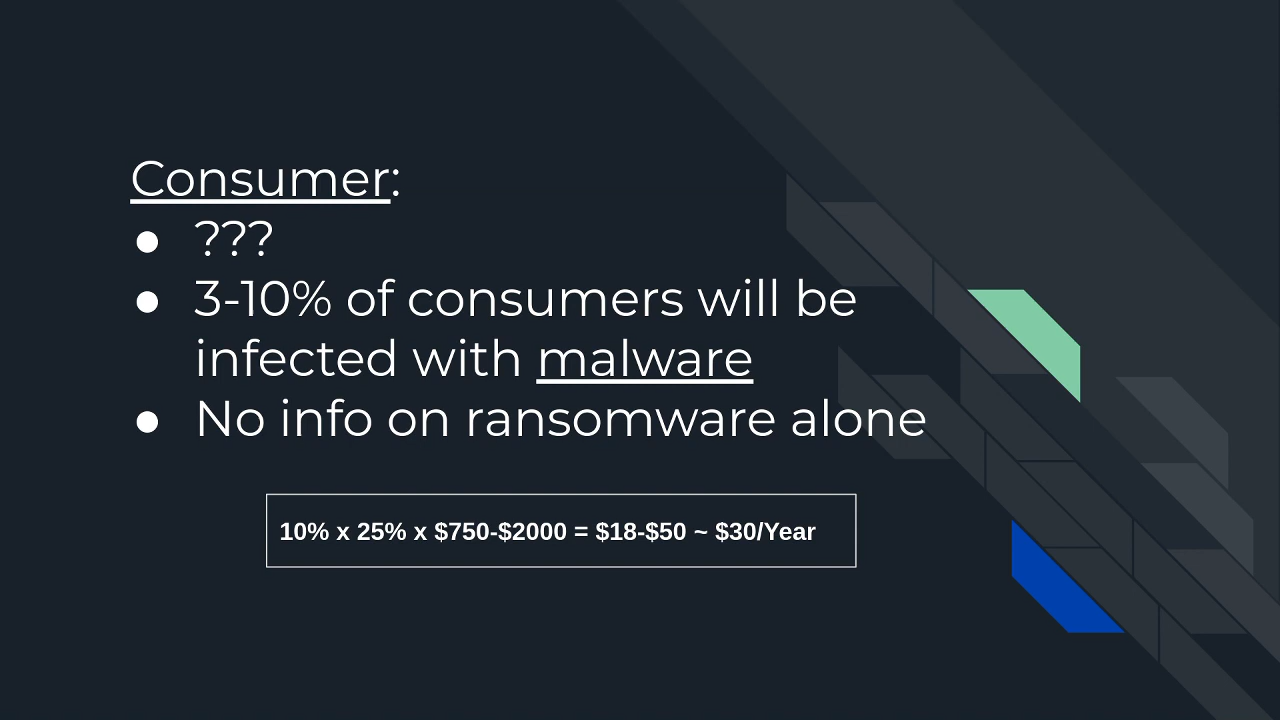 Consumer:
● ???
● 3-10% of consumers will be
infected with malware
● No info on ransomware alone
10% x 25% x $750-$2000 = $18-$50 ~ $30/Year